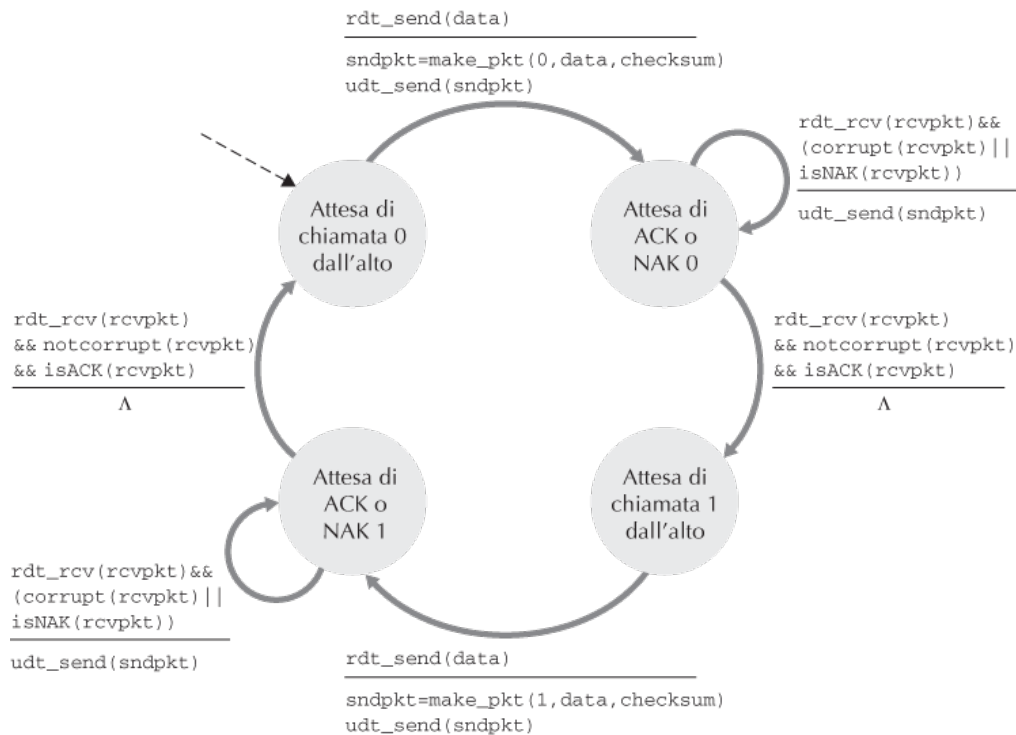 rdt_send(data)
sndpkt=make_pkt(0,data,checksum)
udt_send(sndpkt)
rdt_rcv(rcvpkt)&&
(corrupt(rcvpkt)||
isNAK(rcvpkt))
udt_send(sndpkt)
Attesa di
chiamata 0
dall'alto
Attesa di
ACK o
NAK 0
rdt_rcv(rcvpkt)
&& notcorrupt(rcvpkt)
&& isACK(rcvpkt)
Λ
rdt_rcv(rcvpkt)
&& notcorrupt(rcvpkt)
&& isACK(rcvpkt)
Λ
Attesa di
ACK o
NAK 1
Attesa di
chiamata 1
dall'alto
rdt_rcv(rcvpkt)&&
(corrupt(rcvpkt)||
isNAK(rcvpkt))
udt_send(sndpkt)
rdt_send(data)
sndpkt=make_pkt(1,data,checksum)
udt_send(sndpkt)